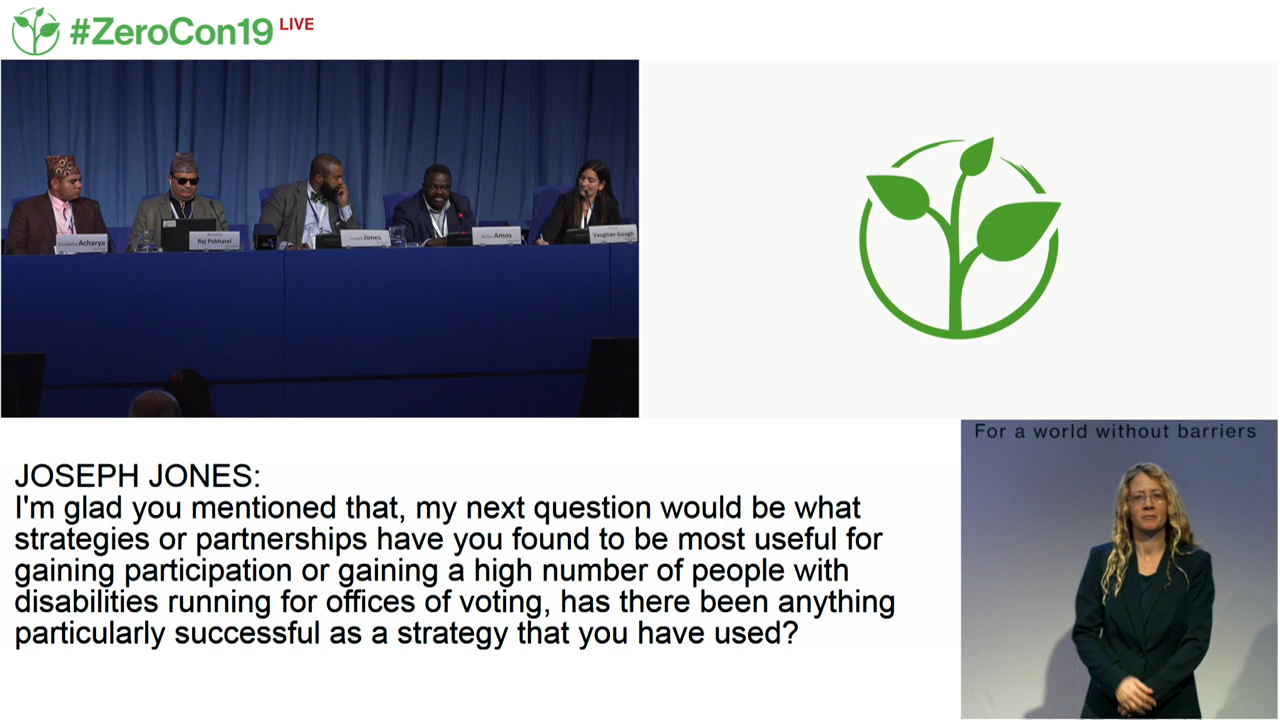 #ZeroCon19 LIVE
Acharya
Raj Pokharel
Jones
Amos
Vaughan Gough
For a world without barriers
JOSEPH JONES:
I'm glad you mentioned that, my next question would be what
strategies or partnerships have you found to be most useful for
gaining participation or gaining a high number of people with
disabilities running for offices of voting, has there been anything
particularly successful as a strategy that you have used?